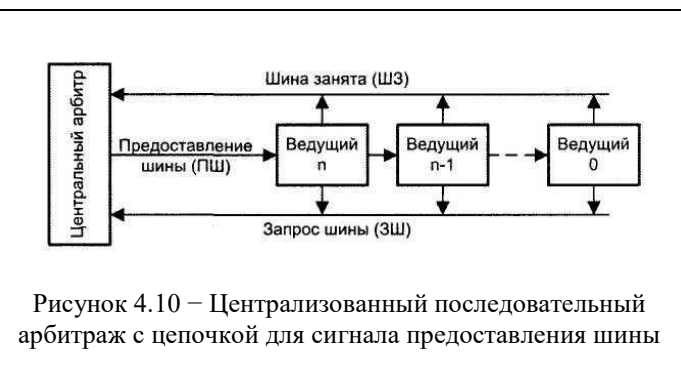 Центральный арбитр
Шина занята (ШЗ)
Предоставление
шины (ПШ)
Ведущий
n
Ведущий
n-1
Ведущий
0
Запрос шины (ЗШ)
Рисунок 4.10 − Централизованный последовательный
арбитраж с цепочкой для сигнала предоставления шины